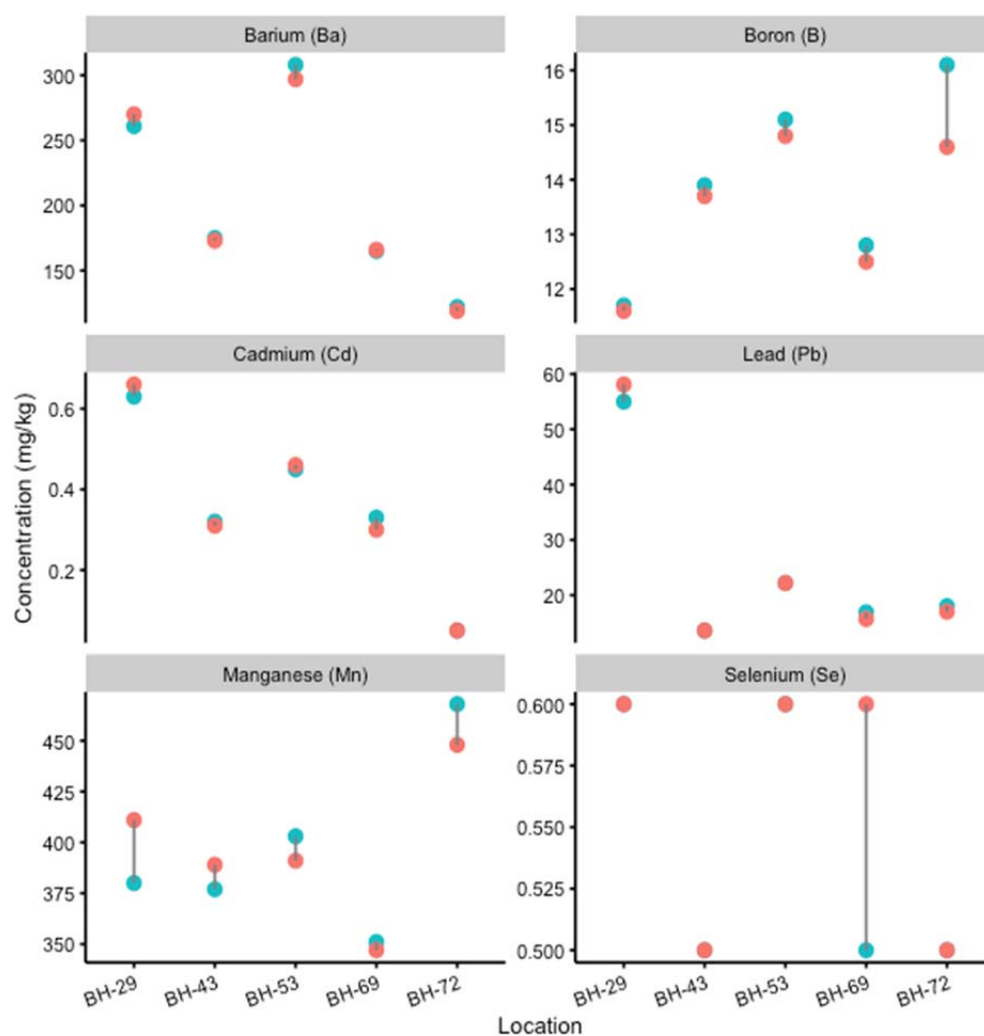 Barium (Ba)
300
250
200
150
Boron (B)
16
15
14
13
12
Cadmium (Cd)
0.6
0.4
0.2
Lead (Pb)
60
50
40
30
20
Manganese (Mn)
450
425
400
375
350
Selenium (Se)
0.600
0.575
0.550
0.525
0.500
Concentration (mg/kg)
BH-29 BH-43 BH-53 BH-69 BH-72
BH-29 BH-43 BH-53 BH-69 BH-72
Location